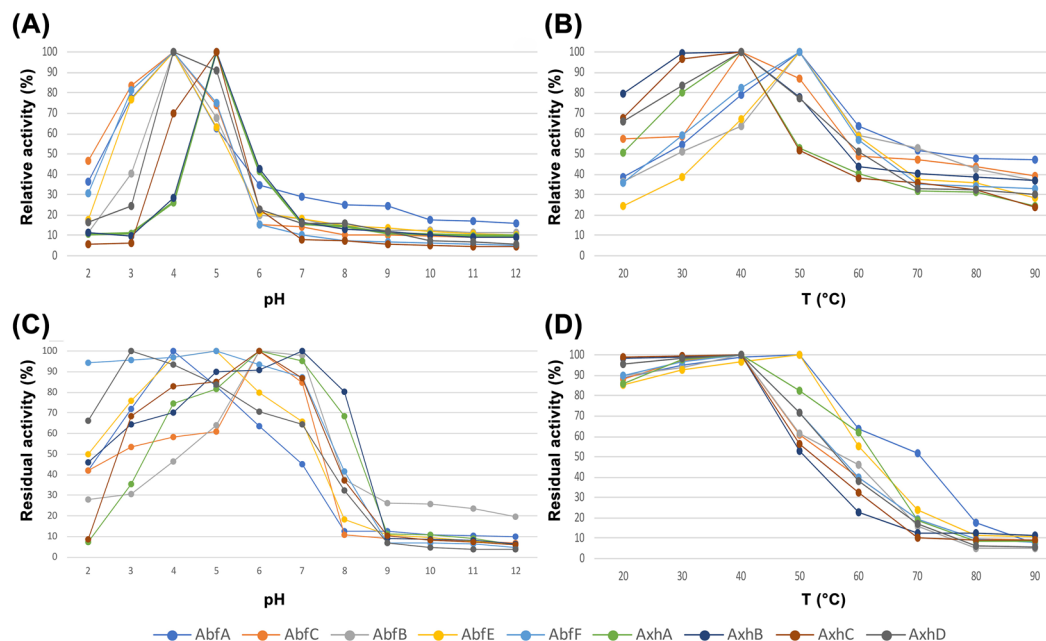 (A)
Relative activity (%)
100
90
80
70
60
50
40
30
20
10
0
2 3 4 5 6 7 8 9 10 11 12
pH
(B)
Relative activity (%)
100
90
80
70
60
50
40
30
20
10
0
20 30 40 50 60 70 80 90
T (°C)
(C)
Residual activity (%)
100
90
80
70
60
50
40
30
20
10
0
2 3 4 5 6 7 8 9 10 11 12
pH
(D)
Residual activity (%)
100
90
80
70
60
50
40
30
20
10
0
20 30 40 50 60 70 80 90
T (°C)
AbfA AbfC AbfB AbfE AbfF AxhA AxhB AxhC AxhD